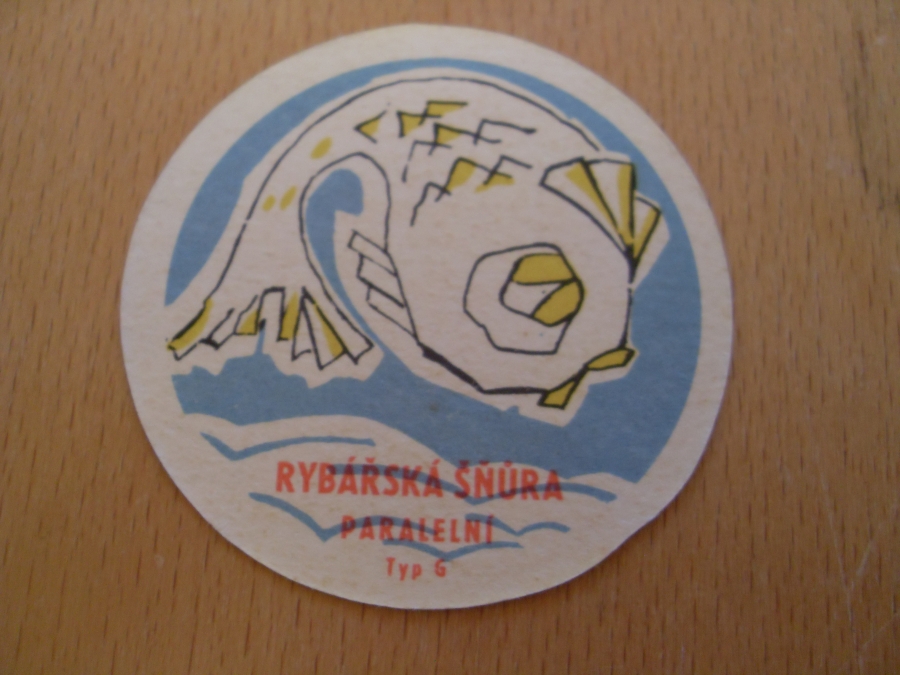 RYBÁŘSKÁ ŠŇŮRA
PARALELNÍ
Typ G